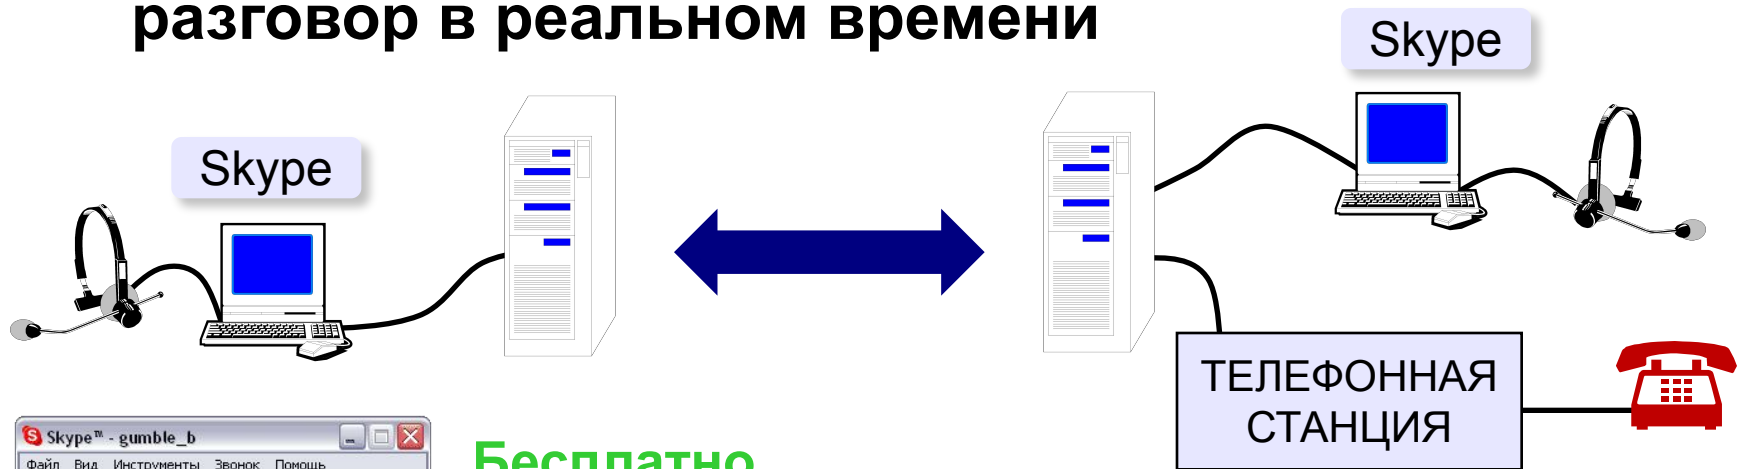 разговор в реальном времени
Skype
Skype
ТЕЛЕФОННАЯ
СТАНЦИЯ
Skype™ - gumble_b
Файл Вид Инструменты Звонок Помощь
Бесплатно